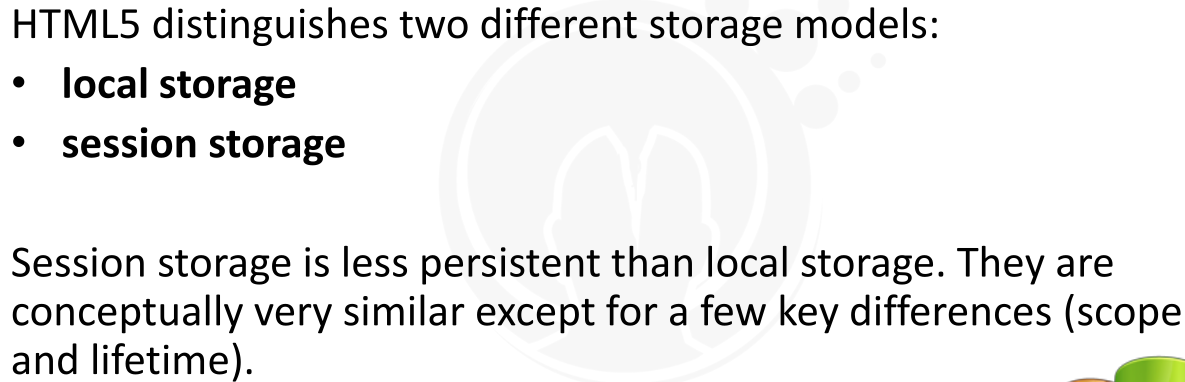 HTML5 distinguishes two different storage models:
• local storage
• session storage
Session storage is less persistent than local storage. They are
conceptually very similar except for a few key differences (scope
and lifetime).